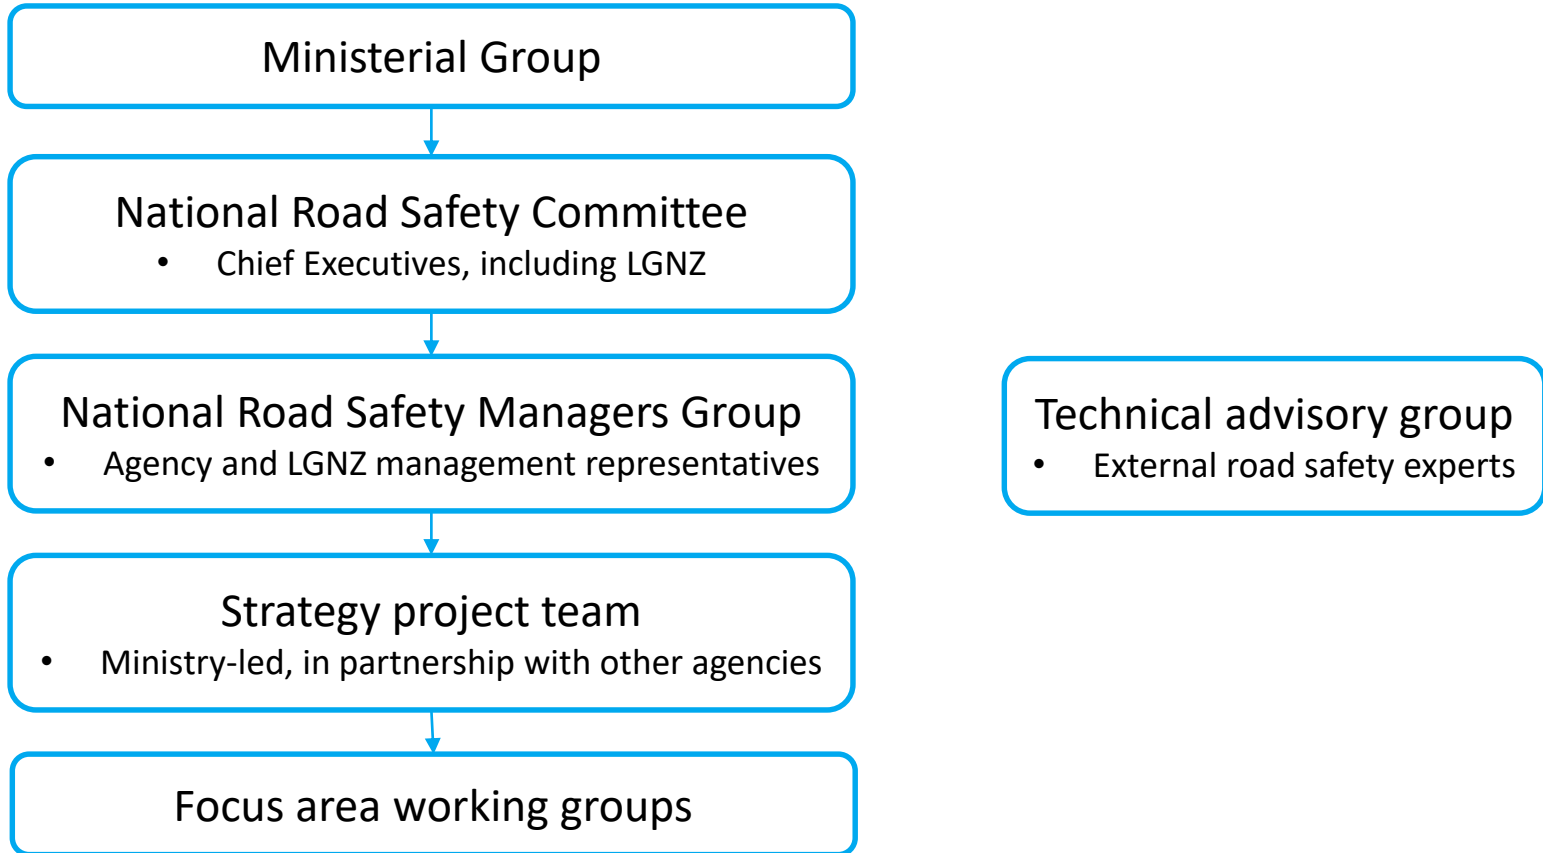 Ministerial Group
National Road Safety Committee
• Chief Executives, including LGNZ
National Road Safety Managers Group
• Agency and LGNZ management representatives
Technical advisory group
• External road safety experts
Strategy project team
• Ministry-led, in partnership with other agencies
Focus area working groups